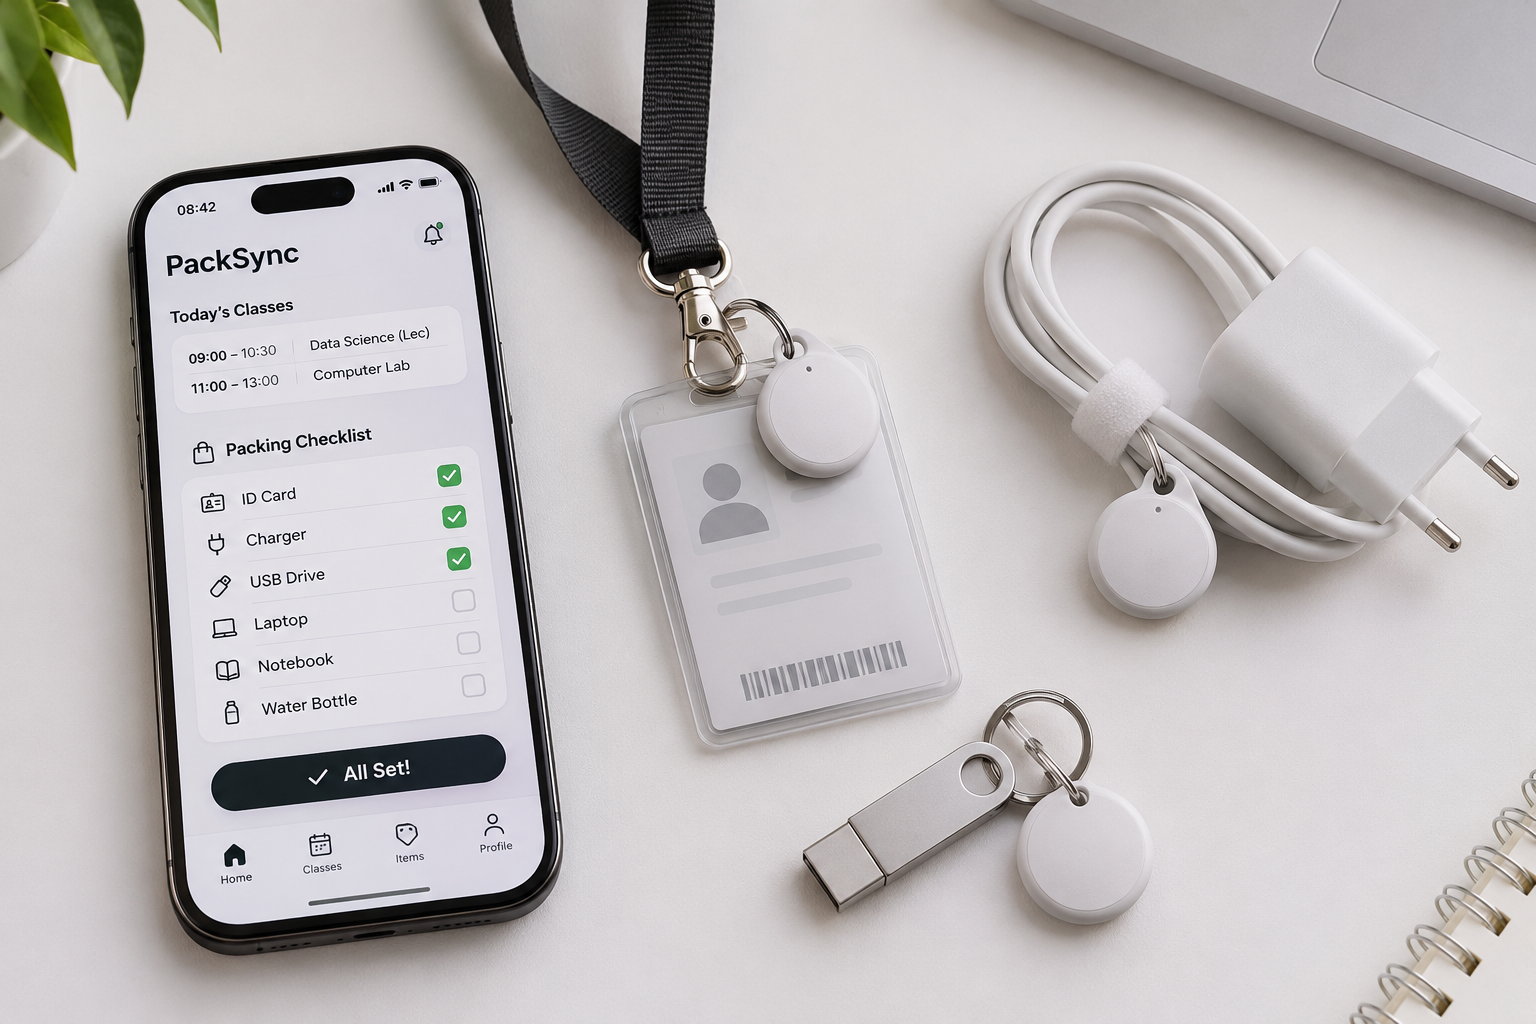 08:42
PackSync
Today's Classes
09:00 – 10:30 Data Science (Lec)
11:00 – 13:00 Computer Lab
Packing Checklist
ID Card
Charger
USB Drive
Laptop
Notebook
Water Bottle
All Set!
Home Classes Items Profile